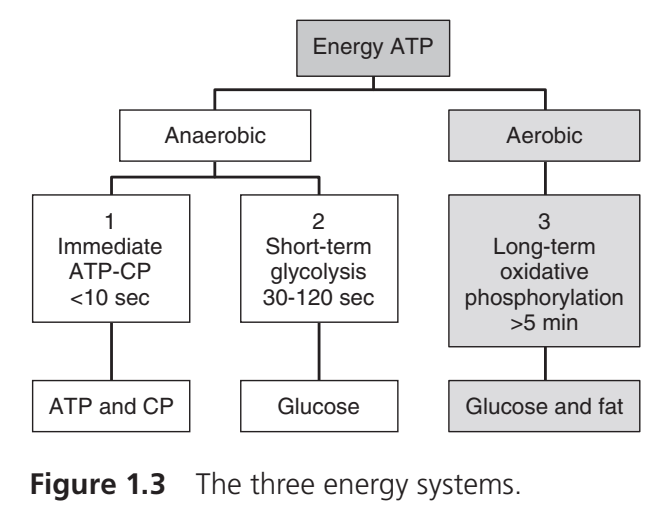 Energy ATP
Anaerobic
Aerobic
1
Immediate
ATP-CP
<10 sec
2
Short-term
glycolysis
30-120 sec
3
Long-term
oxidative
phosphorylation
>5 min
ATP and CP
Glucose
Glucose and fat
Figure 1.3 The three energy systems.